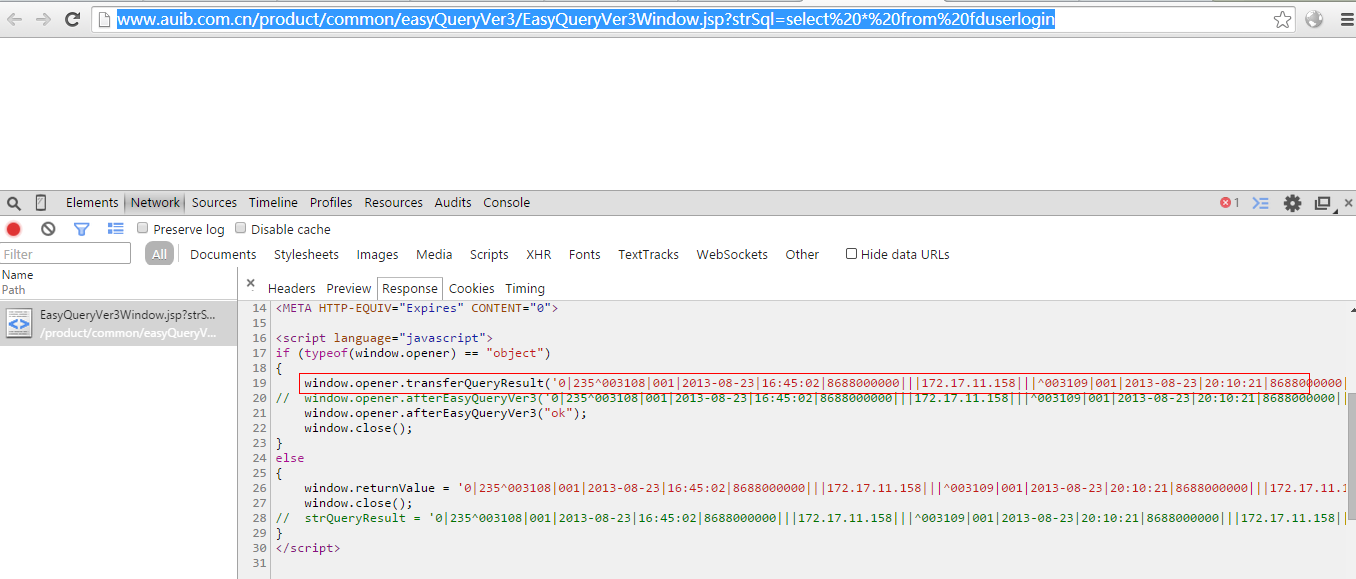 www.auib.com.cn/product/common/easyQueryVer3/EasyQueryVer3Window.jsp?strSql=select%20*%20from%20fduserlogin
Elements Network Sources Timeline Profiles Resources Audits Console 1
Preserve log Disable cache
Filter All Documents Stylesheets Images Media Scripts XHR Fonts TextTracks WebSockets Other Hide data URLs
Name
Path
× Headers Preview Response Cookies Timing
EasyQueryVer3Window.jsp?strS...
/product/common/easyQueryV...
14 <META HTTP-EQUIV="Expires" CONTENT="0">
15
16 <script language="javascript">
17 if (typeof(window.opener) == "object")
18 {
19 window.opener.transferQueryResult('0|235^003108|001|2013-08-23|16:45:02|8688000000|||172.17.11.158|||^003109|001|2013-08-23|20:10:21|8688000000|
20 // window.opener.afterEasyQueryVer3('0|235^003108|001|2013-08-23|16:45:02|8688000000|||172.17.11.158|||^003109|001|2013-08-23|20:10:21|8688000000||
21 window.opener.afterEasyQueryVer3("ok");
22 window.close();
23 }
24 else
25 {
26 window.returnValue = '0|235^003108|001|2013-08-23|16:45:02|8688000000|||172.17.11.158|||^003109|001|2013-08-23|20:10:21|8688000000|||172.17.11.1
27 window.close();
28 // strQueryResult = '0|235^003108|001|2013-08-23|16:45:02|8688000000|||172.17.11.158|||^003109|001|2013-08-23|20:10:21|8688000000|||172.17.11.158||
29 }
30 </script>
31